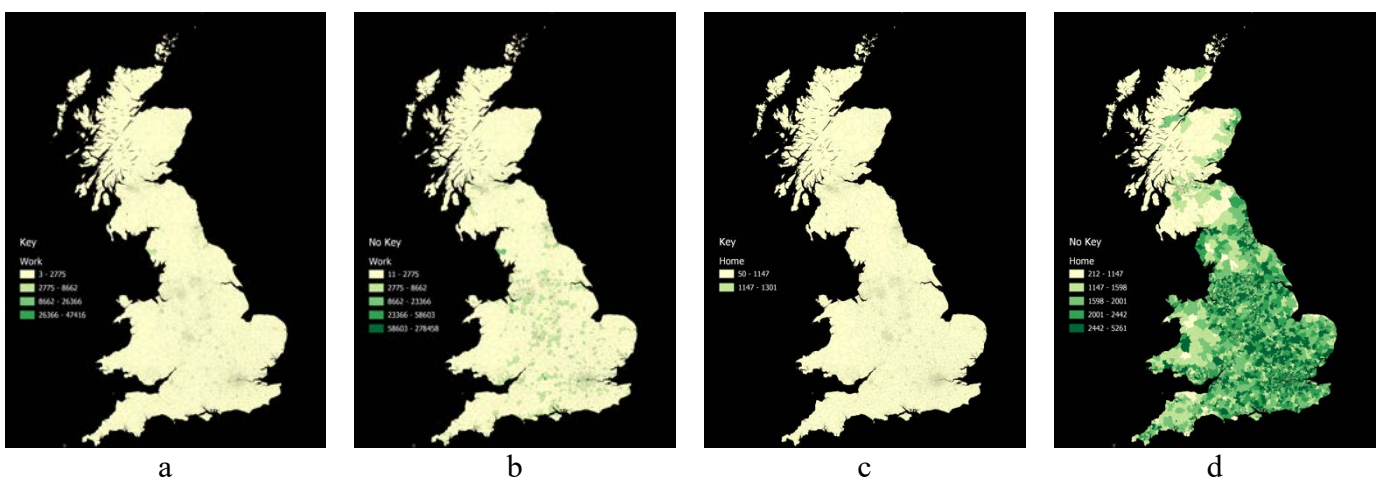 Key
Work
3 - 2775
2775 - 8662
8662 - 26366
26366 - 47416
No Key
Work
11 - 2775
2775 - 8662
8662 - 23366
23366 - 58603
58603 - 278458
Key
Home
50 - 1147
1147 - 1301
No Key
Home
212 - 1147
1147 - 1598
1598 - 2001
2001 - 2442
2442 - 5261
a
b
c
d